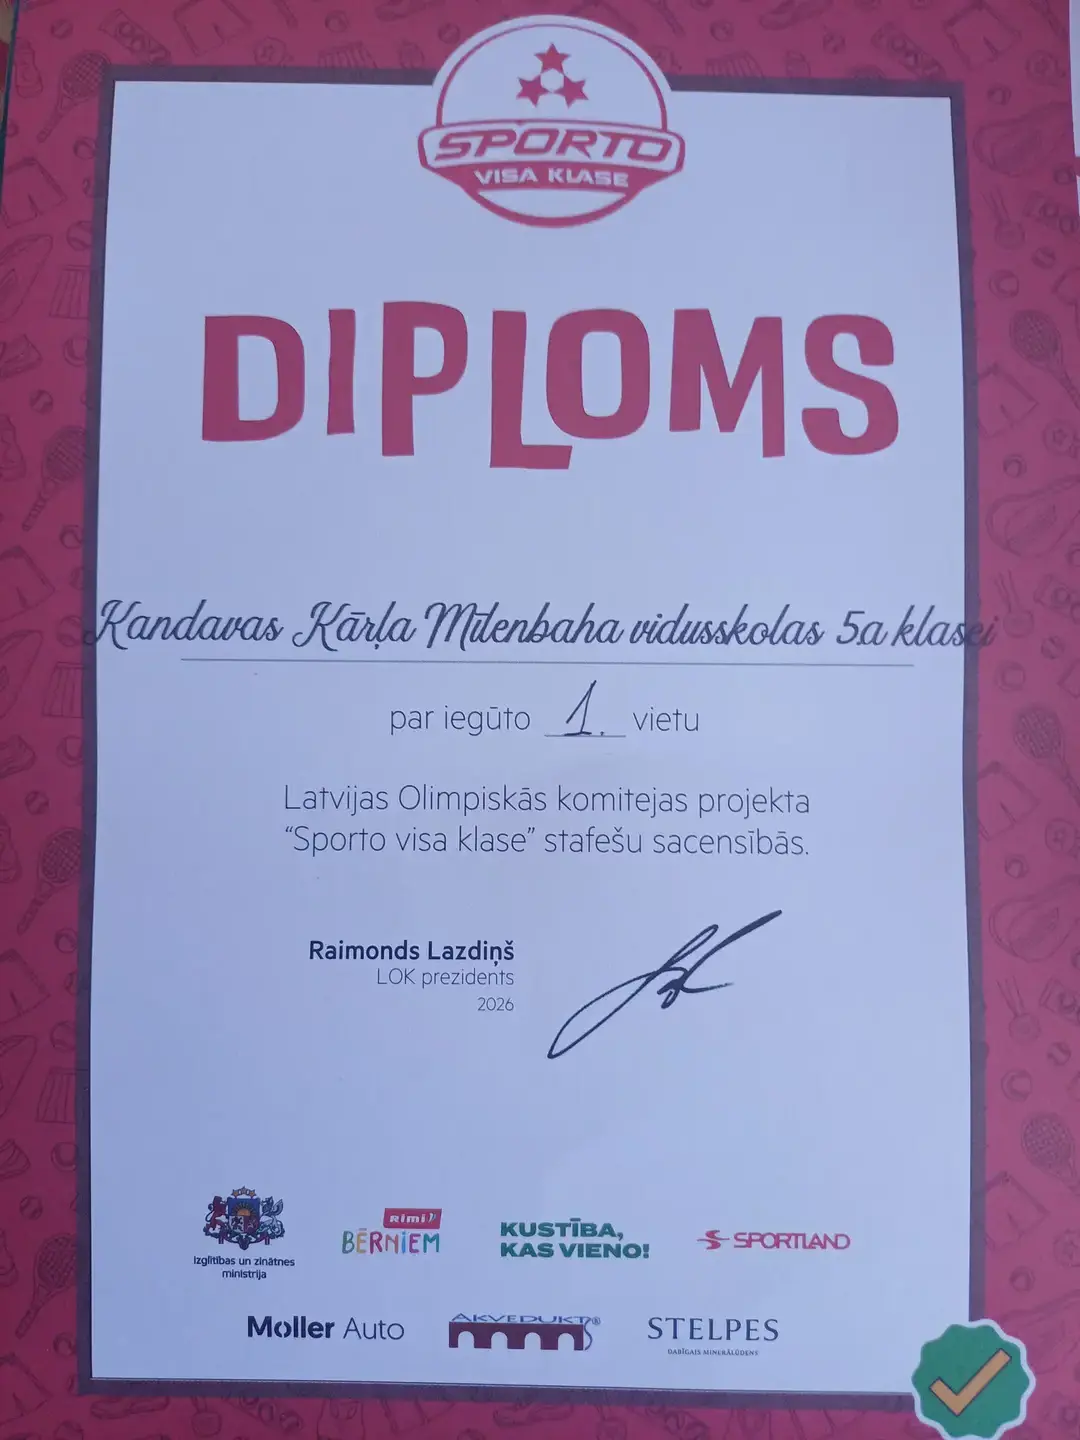 SPORTO
VISA KLASE
DIPLOMS
Kandavas Kārļa Mīlenbaha vidusskolas 5.a klasei
par iegūto 1. vietu
Latvijas Olimpiskās komitejas projekta
“Sporto visa klase” stafešu sacensībās.
Raimonds Lazdiņš
LOK prezidents
2026
Izglītības un zinātnes
ministrija
Rimi
BĒRNIEM
KUSTĪBA,
KAS VIENO!
SPORTLAND
Moller Auto
AKVEDUKTS®
STELPES
DABĪGAIS MINERĀLŪDENS